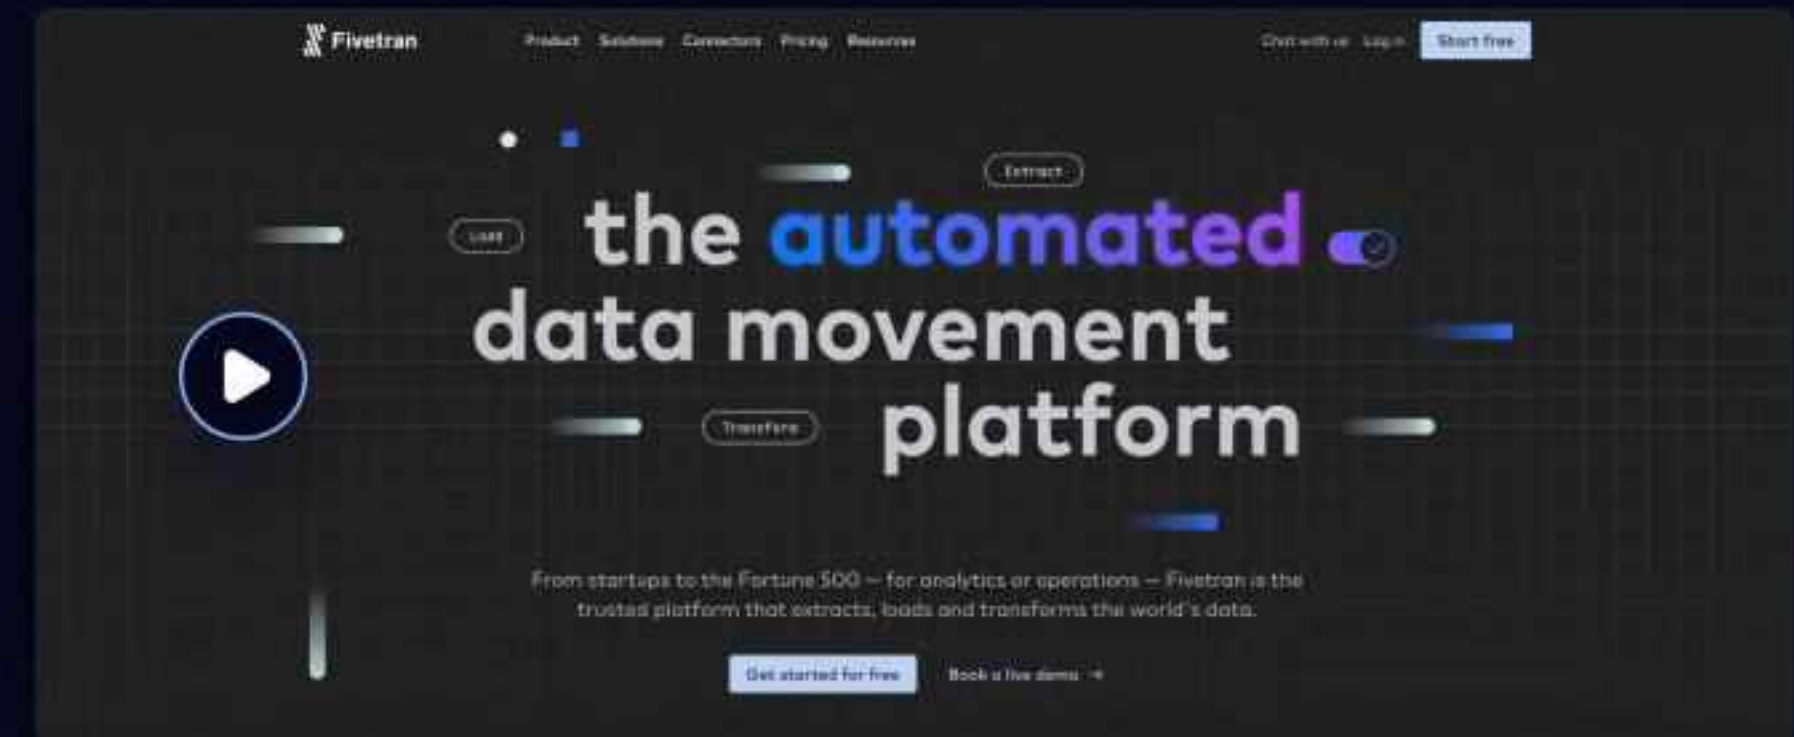 Fivetran
Product Solutions Connectors Pricing Resources
Chat with us Log in Start free
Extract
Load
the automated
data movement
Transform
platform
From startups to the Fortune 500 — for analytics or operations — Fivetran is the
trusted platform that extracts, loads and transforms the world's data.
Get started for free
Book a live demo →